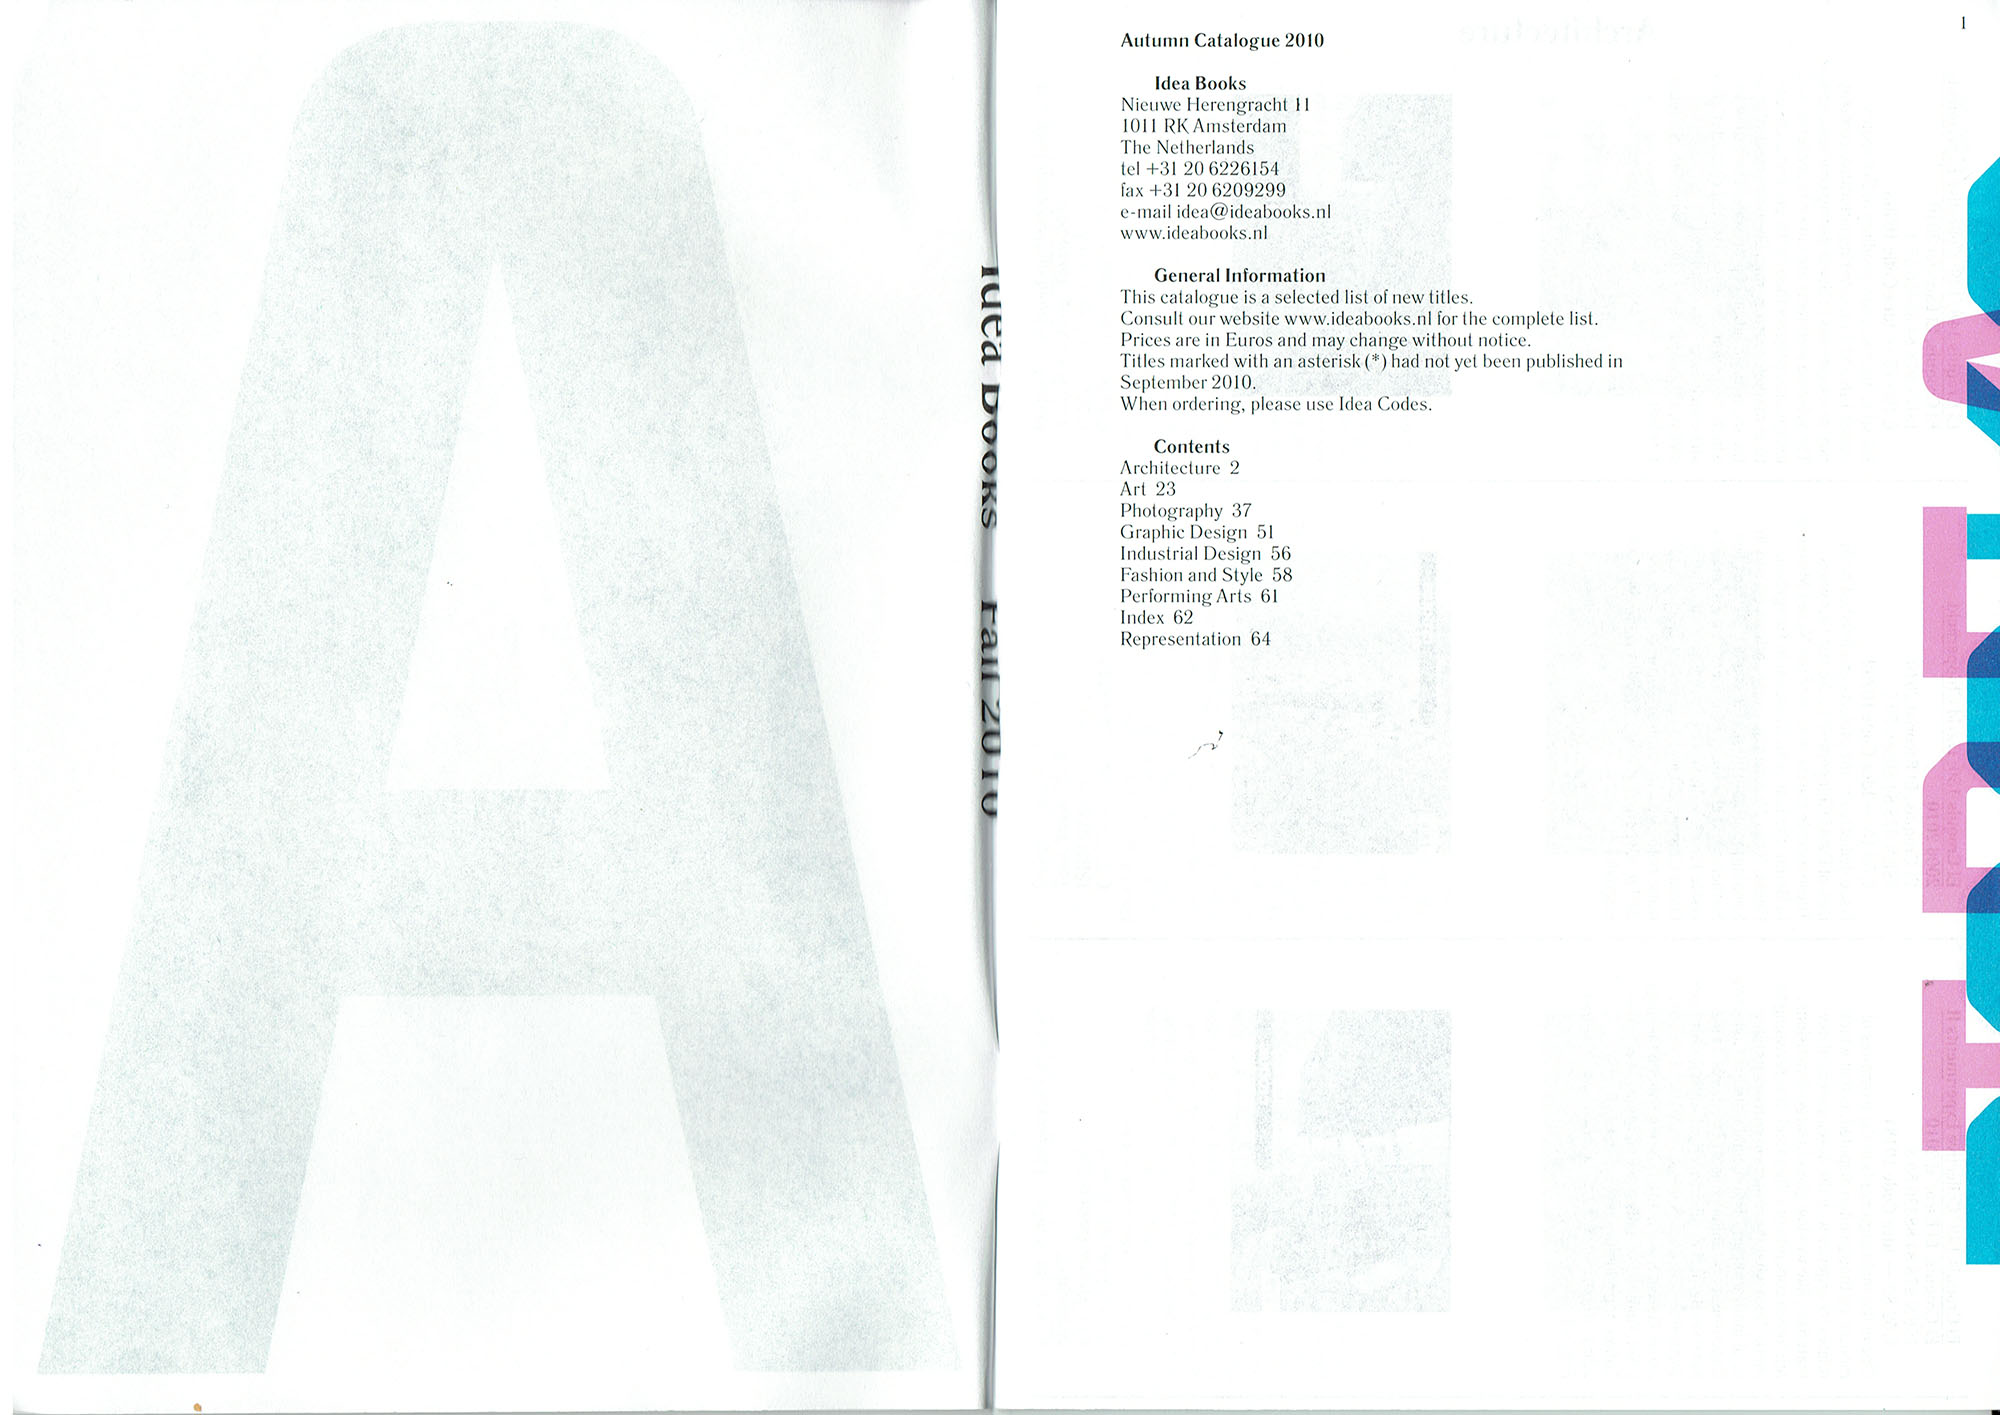 A
Idea Books Fall 2010
1
Autumn Catalogue 2010
Idea Books
Nieuwe Herengracht 11
1011 RK Amsterdam
The Netherlands
tel +31 20 6226154
fax +31 20 6209299
e-mail idea@ideabooks.nl
www.ideabooks.nl
General Information
This catalogue is a selected list of new titles.
Consult our website www.ideabooks.nl for the complete list.
Prices are in Euros and may change without notice.
Titles marked with an asterisk (*) had not yet been published in
September 2010.
When ordering, please use Idea Codes.
Contents
Architecture 2
Art 23
Photography 37
Graphic Design 51
Industrial Design 56
Fashion and Style 58
Performing Arts 61
Index 62
Representation 64